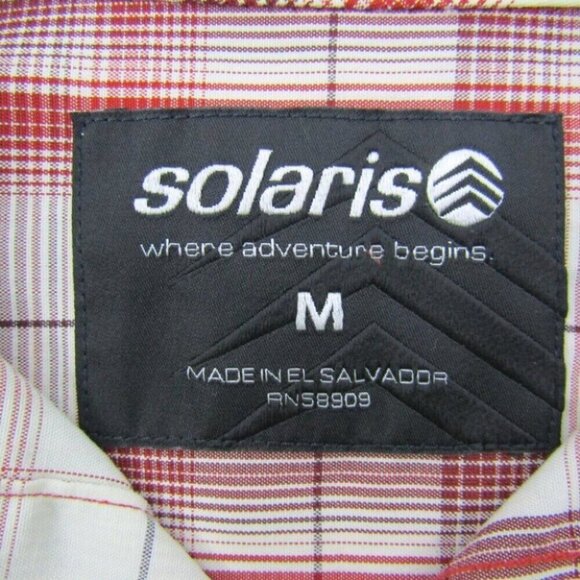 solaris
where adventure begins.
M
MADE IN EL SALVADOR
RN58909